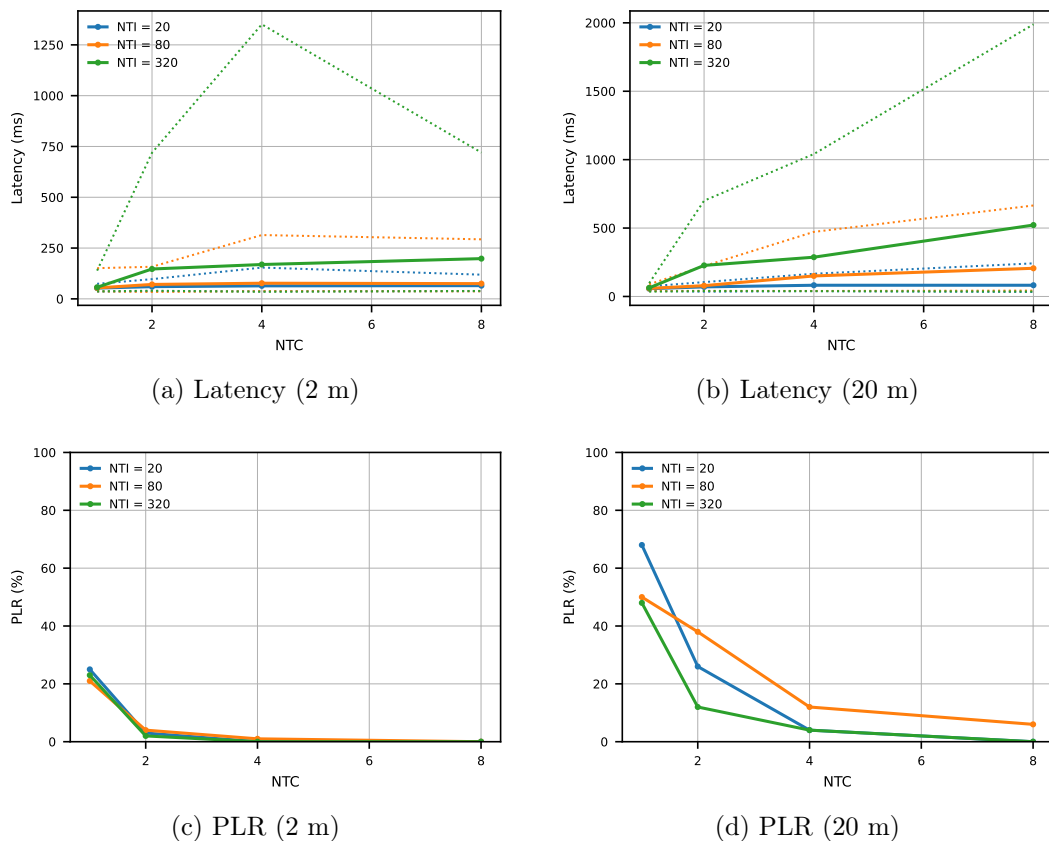 NTI = 20
NTI = 80
NTI = 320
1250
1000
750
500
250
0
Latency (ms)
2 4 6 8
NTC
(a) Latency (2 m)
NTI = 20
NTI = 80
NTI = 320
2000
1500
1000
500
0
Latency (ms)
2 4 6 8
NTC
(b) Latency (20 m)
NTI = 20
NTI = 80
NTI = 320
100
80
60
40
20
0
PLR (%)
2 4 6 8
NTC
(c) PLR (2 m)
NTI = 20
NTI = 80
NTI = 320
100
80
60
40
20
0
PLR (%)
2 4 6 8
NTC
(d) PLR (20 m)